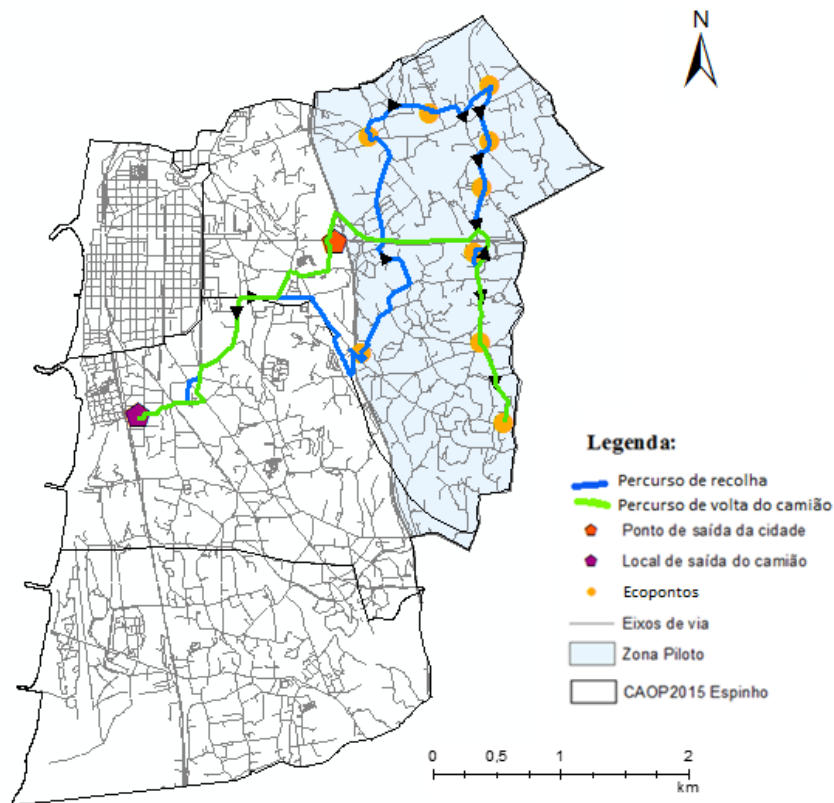 N
Legenda:
Percurso de recolha
Percurso de volta do camião
Ponto de saída da cidade
Local de saída do camião
Ecopontos
Eixos de via
Zona Piloto
CAOP2015 Espinho
0 0,5 1 2
km